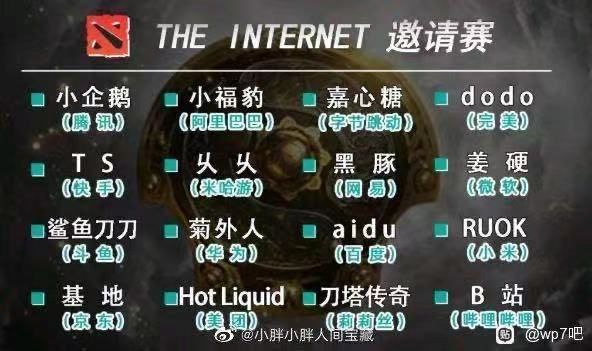 THE INTERNET 邀请赛
小企鹅 小福豹 嘉心糖 dodo
(腾讯) (阿里巴巴) (字节跳动) (完美)
TS 乆乆 黑豚 姜硬
(快手) (米哈游) (网易) (微软)
鲨鱼刀刀 菊外人 aidu RUOK
(斗鱼) (华为) (百度) (小米)
基地 Hot Liquid 刀塔传奇 B站
(京东) (美团) (莉莉丝) (哔哩哔哩)
@小胖小胖人间宝藏 贴 @wp7吧